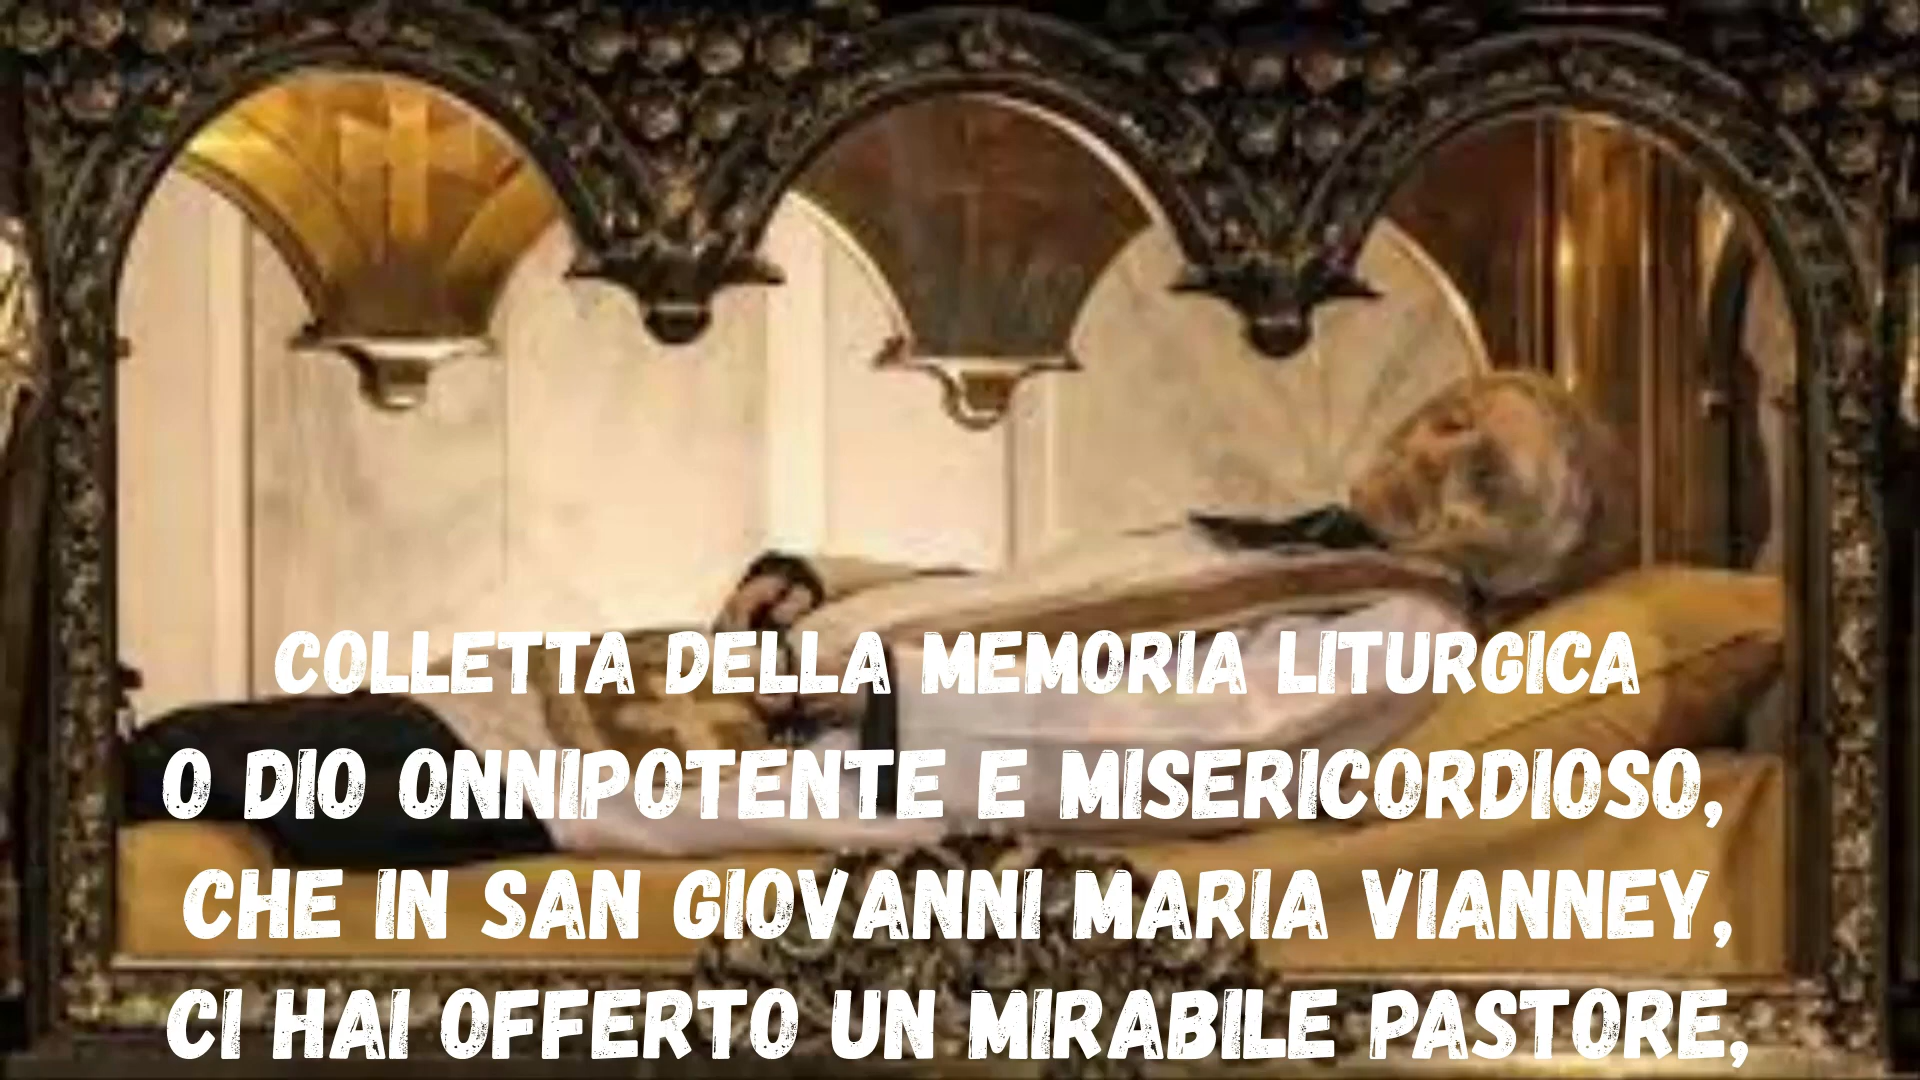 COLLETTA DELLA MEMORIA LITURGICA
O DIO ONNIPOTENTE E MISERICORDIOSO,
CHE IN SAN GIOVANNI MARIA VIANNEY,
CI HAI OFFERTO UN MIRABILE PASTORE,